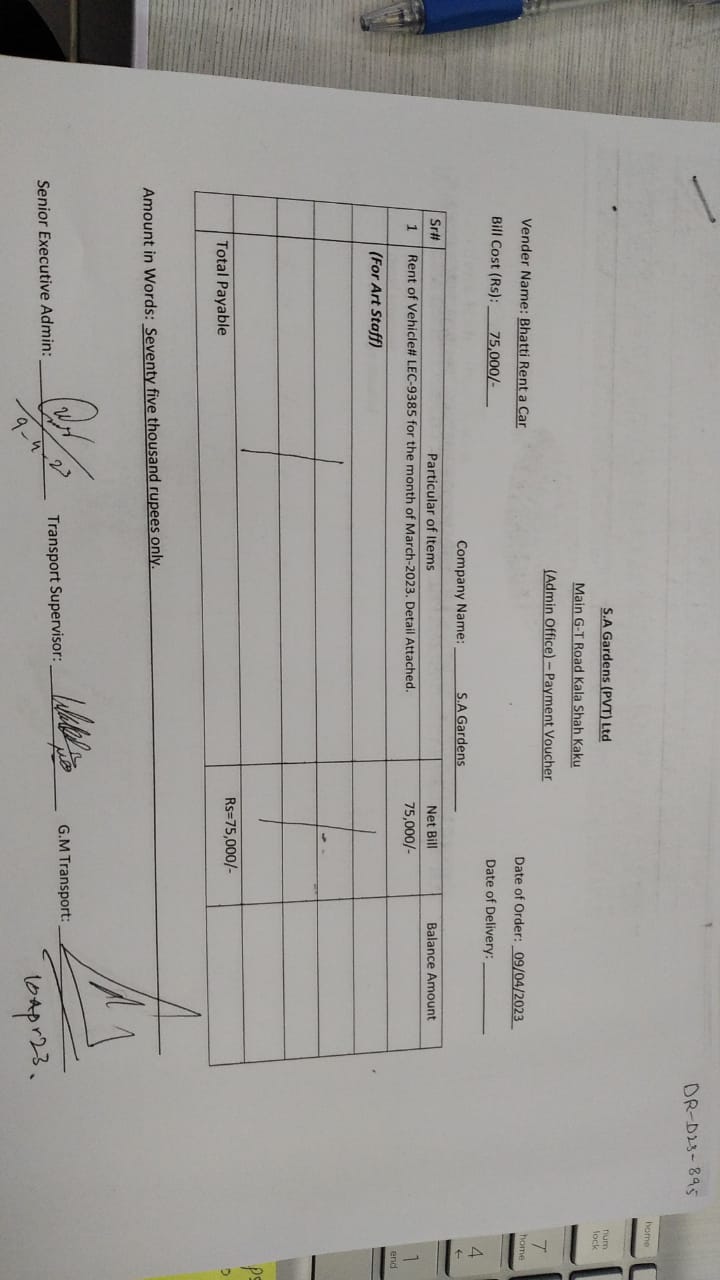 DR-D23-895
S.A Gardens (PVT) Ltd
Main G-T Road Kala Shah Kaku
(Admin Office) – Payment Voucher
Vender Name: Bhatti Rent a Car Date of Order: 09/04/2023
Bill Cost (Rs): 75,000/- Date of Delivery:
Company Name: S.A Gardens
Sr# Particular of Items Net Bill Balance Amount
1 Rent of Vehicle# LEC-9385 for the month of March-2023. Detail Attached. 75,000/-
(For Art Staff)
Total Payable Rs=75,000/-
Amount in Words: Seventy five thousand rupees only.
Senior Executive Admin: Transport Supervisor: G.M Transport:
9-4-23
10 Apr 23.
home
num lock
7 home
4 ←
1 end